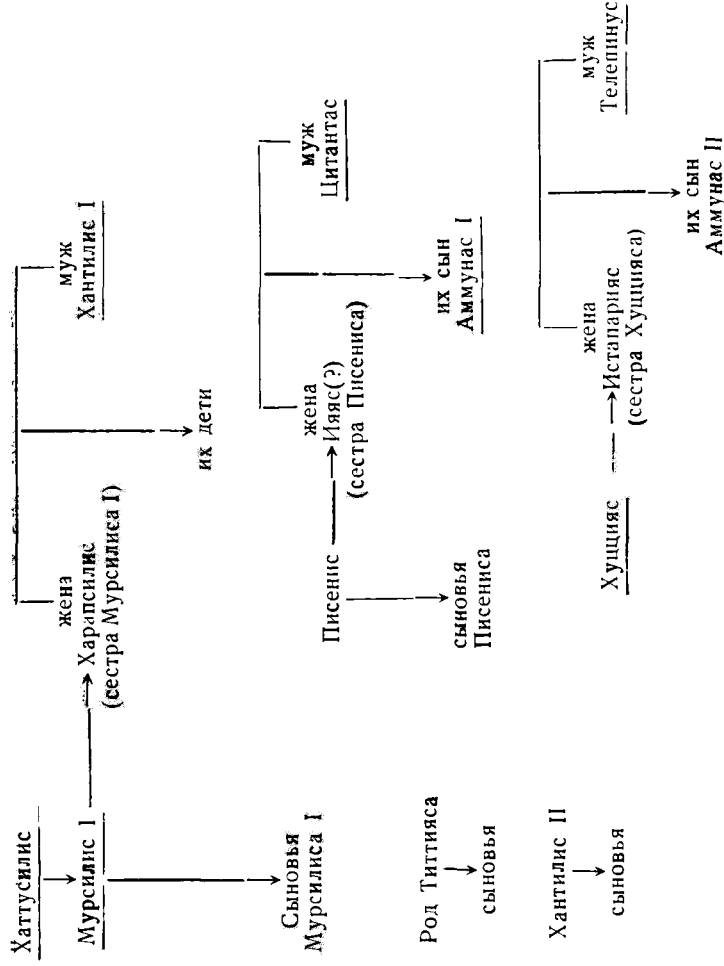 Хаттусилис
Мурсилис I
Сыновья
Мурсилиса I
жена
Харапсилис
(сестра Мурсилиса I)
муж
Хантилис I
их дети
Род Титтияса
сыновья
Писенис
сыновья
Писениса
жена
Ияяс(?)
(сестра Писениса)
муж
Цитантас
их сын
Аммунас I
Хантилис II
сыновья
Хуццияс
жена
Истапарияс
(сестра Хуццияса)
муж
Телепинус
их сын
Аммунас II